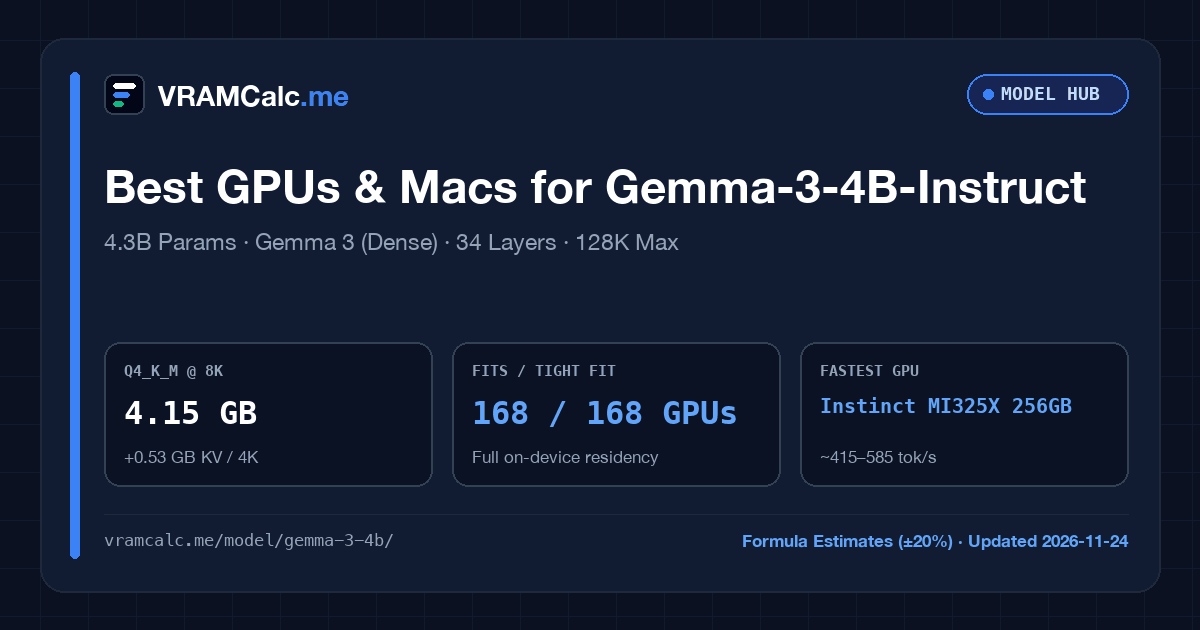 VRAMCalc.me
MODEL HUB
Best GPUs & Macs for Gemma-3-4B-Instruct
4.3B Params · Gemma 3 (Dense) · 34 Layers · 128K Max
Q4_K_M @ 8K
4.15 GB
+0.53 GB KV / 4K
FITS / TIGHT FIT
168 / 168 GPUs
Full on-device residency
FASTEST GPU
Instinct MI325X 256GB
~415–585 tok/s
vramcalc.me/model/gemma-3-4b/
Formula Estimates (±20%) · Updated 2026-11-24